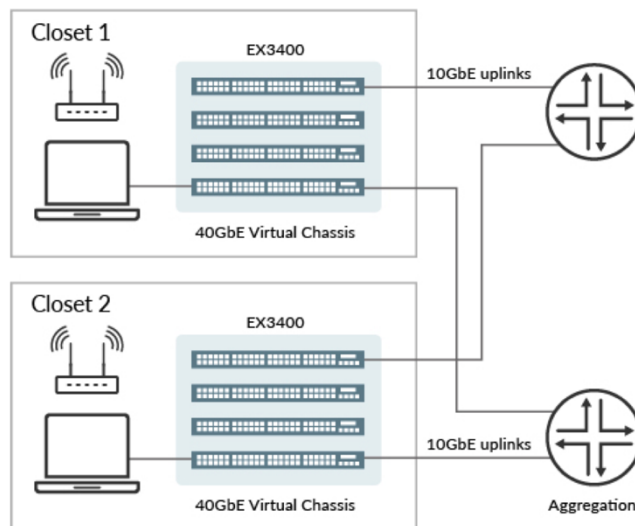 Closet 1
EX3400
10GbE uplinks
40GbE Virtual Chassis
Closet 2
EX3400
10GbE uplinks
40GbE Virtual Chassis
Aggregation